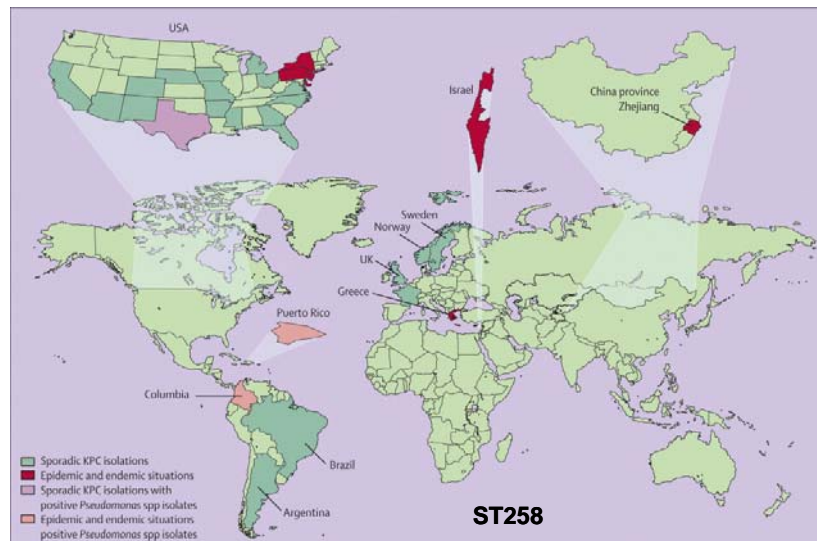 USA
Israel
China province
Zhejiang
Sweden
Norway
UK
Greece
Puerto Rico
Columbia
Brazil
Argentina
Sporadic KPC isolations
Epidemic and endemic situations
Sporadic KPC isolations with
positive Pseudomonas spp isolates
Epidemic and endemic situations
positive Pseudomonas spp isolates
ST258